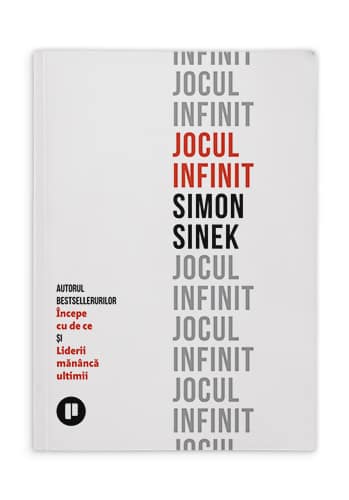 INFINIT
JOCUL
INFINIT
JOCUL
INFINIT
SIMON
SINEK
JOCUL
INFINIT
JOCUL
INFINIT
JOCUL
INFINIT
JOCUL
AUTORUL
BESTSELLERURILOR
Începe
cu de ce
ȘI
Liderii
mănâncă
ultimii
P